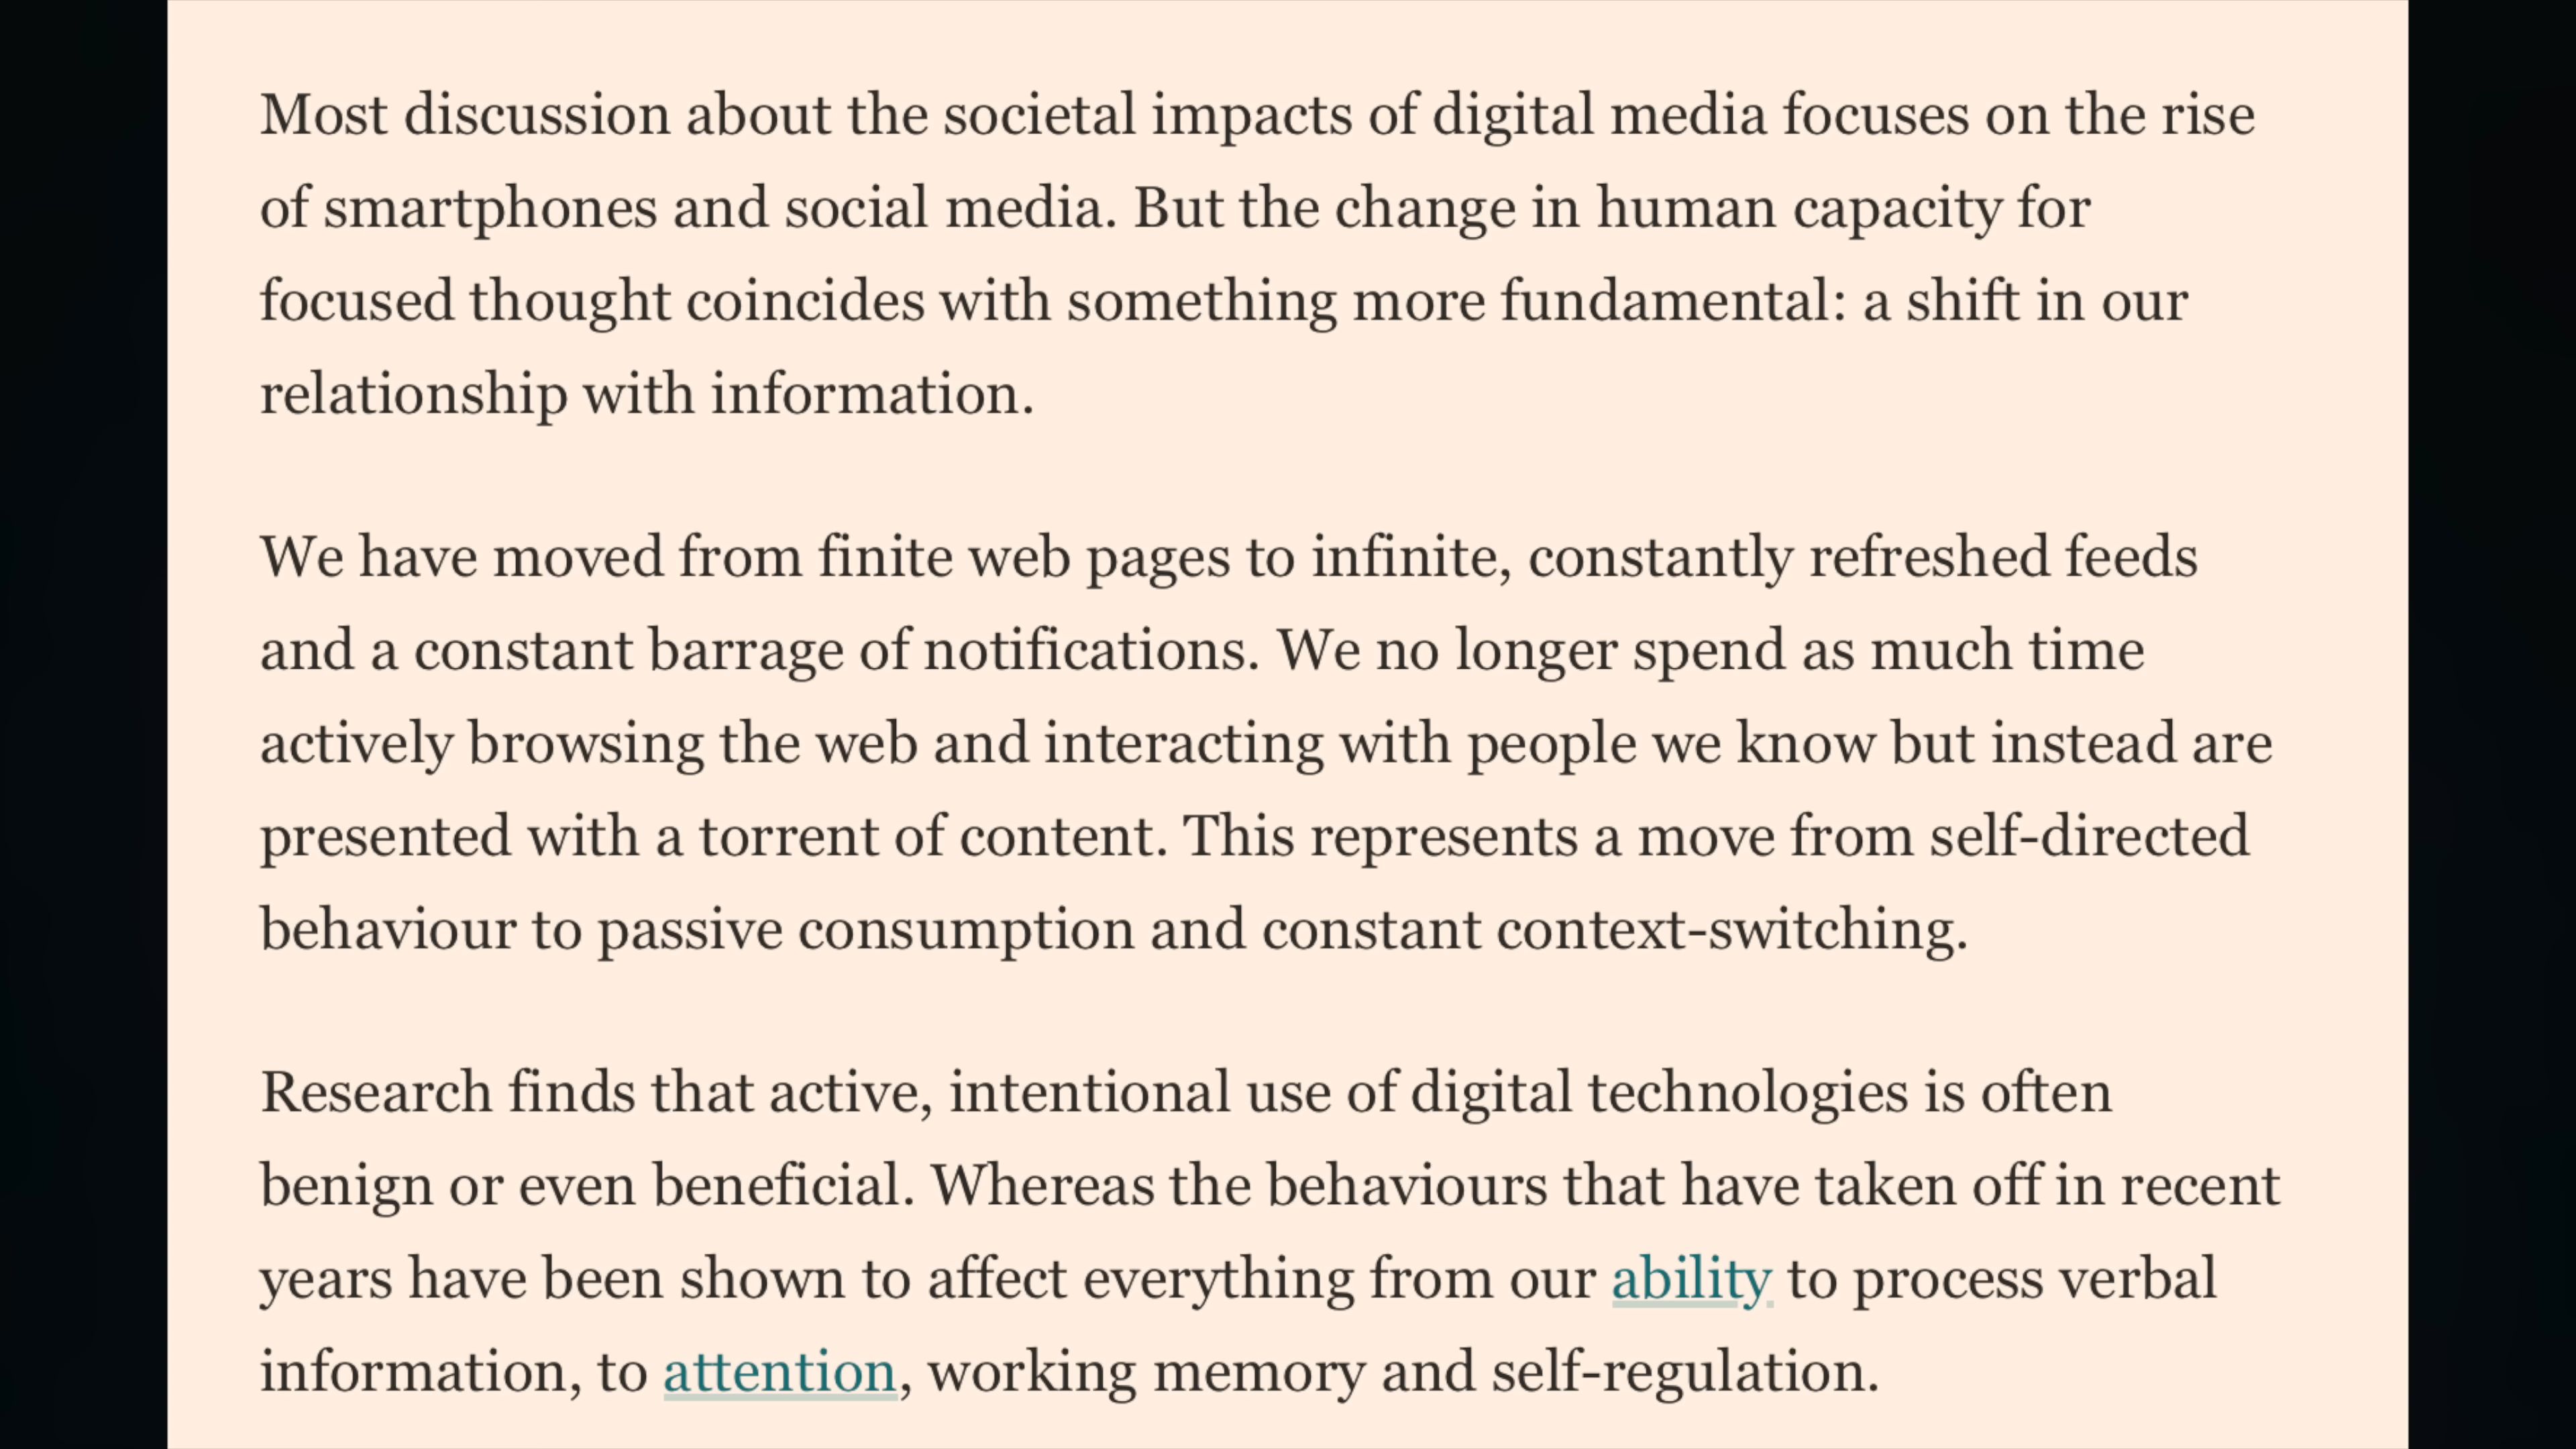 Most discussion about the societal impacts of digital media focuses on the rise
of smartphones and social media. But the change in human capacity for
focused thought coincides with something more fundamental: a shift in our
relationship with information.
We have moved from finite web pages to infinite, constantly refreshed feeds
and a constant barrage of notifications. We no longer spend as much time
actively browsing the web and interacting with people we know but instead are
presented with a torrent of content. This represents a move from self-directed
behaviour to passive consumption and constant context-switching.
Research finds that active, intentional use of digital technologies is often
benign or even beneficial. Whereas the behaviours that have taken off in recent
years have been shown to affect everything from our ability to process verbal
information, to attention, working memory and self-regulation.